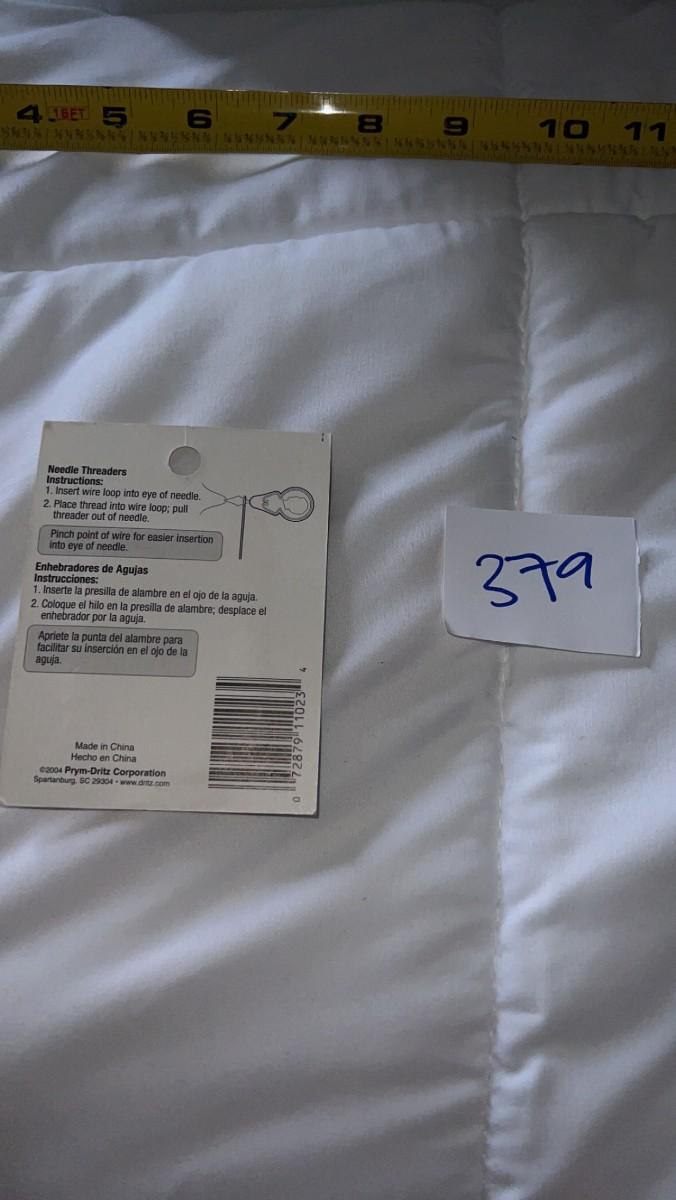 4 16FT 5 6 7 8 9 10 11
Needle Threaders
Instructions:
1. Insert wire loop into eye of needle.
2. Place thread into wire loop; pull
threader out of needle.
Pinch point of wire for easier insertion
into eye of needle.
Enhebradores de Agujas
Instrucciones:
1. Inserte la presilla de alambre en el ojo de la aguja.
2. Coloque el hilo en la presilla de alambre; desplace el
enhebrador por la aguja.
Apriete la punta del alambre para
facilitar su inserción en el ojo de la
aguja.
Made in China
Hecho en China
©2004 Prym-Dritz Corporation
Spartanburg, SC 29304 • www.dritz.com
0 72879 11023 4
379